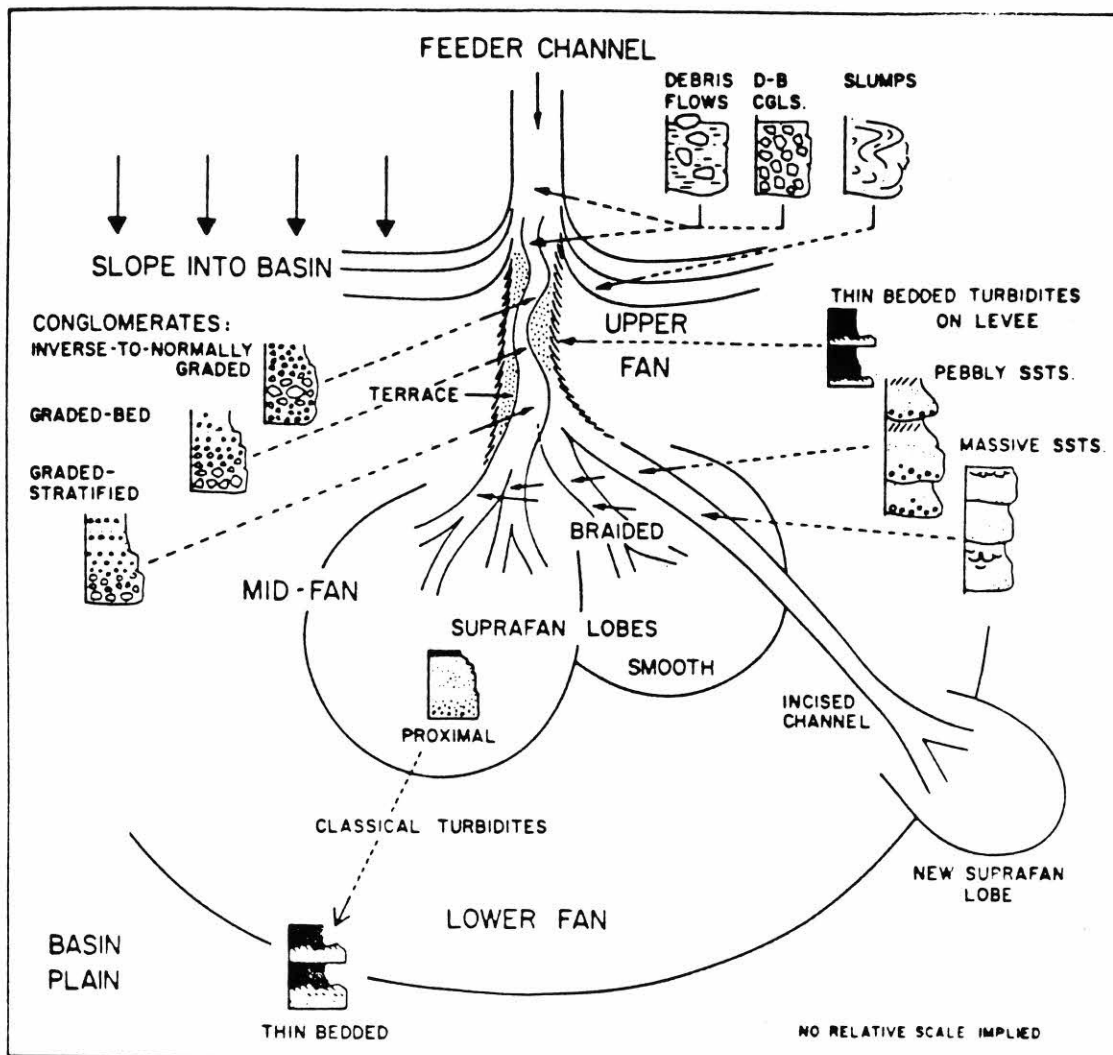 FEEDER CHANNEL
DEBRIS FLOWS
D-B CGLS.
SLUMPS
SLOPE INTO BASIN
CONGLOMERATES:
INVERSE-TO-NORMALLY
GRADED
GRADED-BED
GRADED-
STRATIFIED
UPPER
FAN
TERRACE
THIN BEDDED TURBIDITES
ON LEVEE
PEBBLY SSTS.
MASSIVE SSTS.
BRAIDED
MID-FAN
SUPRAFAN LOBES
SMOOTH
PROXIMAL
INCISED
CHANNEL
CLASSICAL TURBIDITES
NEW SUPRAFAN
LOBE
LOWER FAN
BASIN
PLAIN
THIN BEDDED
NO RELATIVE SCALE IMPLIED